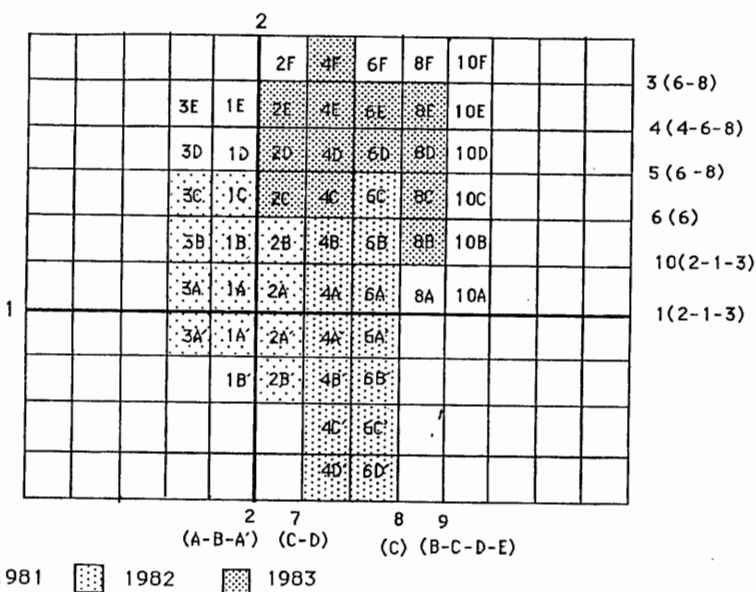 2
2F 4F 6F 8F 10F
3 (6-8)
3E 1E 2E 4E 6E 8E 10E
4 (4-6-8)
3D 1D 2D 4D 6D 8D 10D
5 (6-8)
3C 1C 2C 4C 6C 8C 10C
6 (6)
3B 1B 2B 4B 6B 8B 10B
10(2-1-3)
3A 1A 2A 4A 6A 8A 10A
1 1(2-1-3)
3A' 1A' 2A' 4A' 6A'
1B' 2B' 4B' 6B'
4C' 6C'
4D' 6D'
2 7 8 9
(A-B-A') (C-D) (C) (B-C-D-E)
981 1982 1983